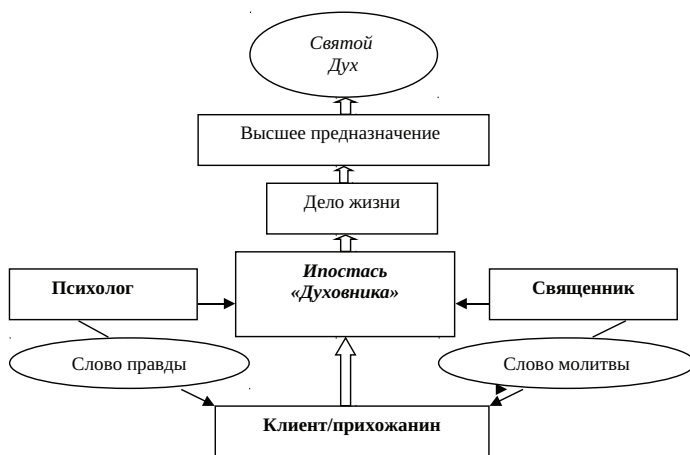 Святой
Дух
Высшее предназначение
Дело жизни
Ипостась
«Духовника»
Психолог
Священник
Слово правды
Слово молитвы
Клиент/прихожанин